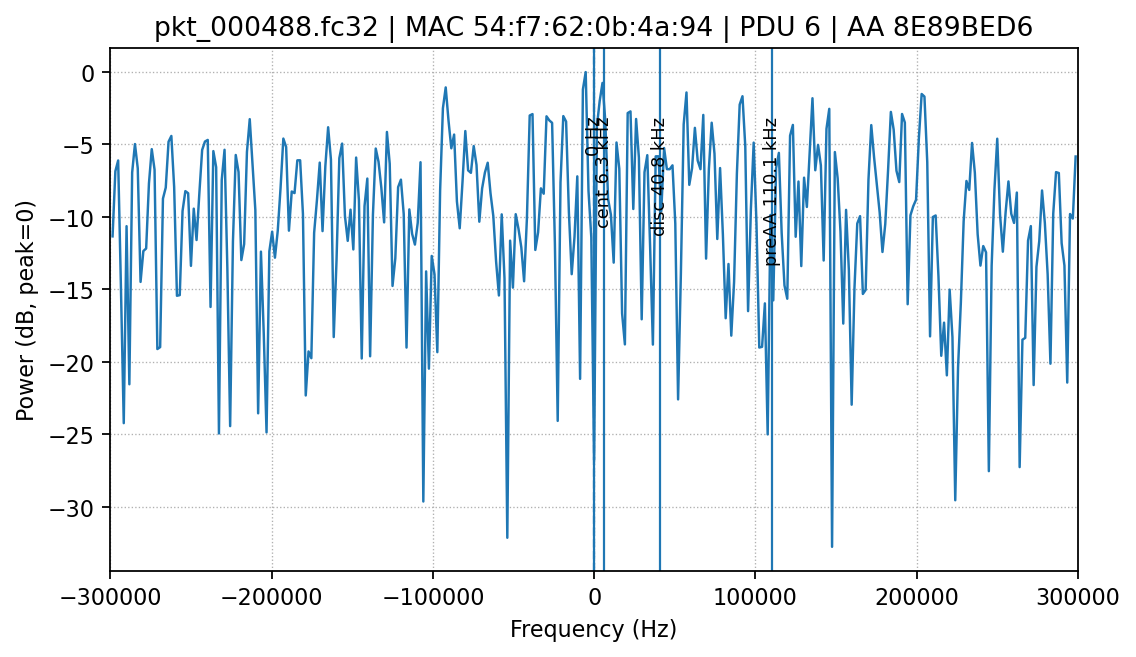 pkt_000488.fc32 | MAC 54:f7:62:0b:4a:94 | PDU 6 | AA 8E89BED6
Power (dB, peak=0)
0
−5
−10
−15
−20
−25
−30
0 Hz
cent 6.3 kHz
disc 40.8 kHz
preAA 110.1 kHz
−300000
−200000
−100000
0
100000
200000
300000
Frequency (Hz)